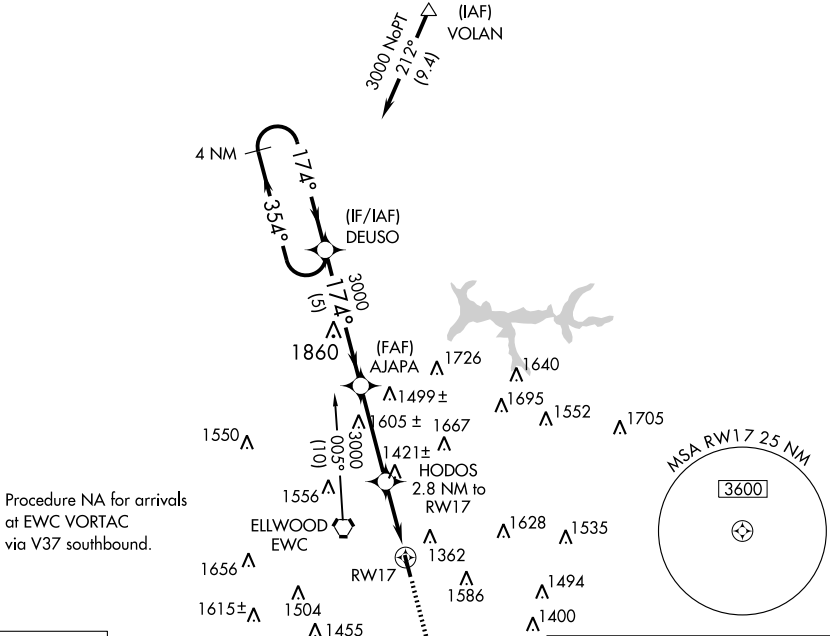 (IAF)
VOLAN
3000 NoPT
212°
(9.4)
4 NM
174°
354°
(IF/IAF)
DEUSO
3000
174°
(5)
1860
(FAF)
AJAPA
1726
1640
1499±
1695
1552
1705
1605 ±
1667
1550
3000
005°
(10)
1421±
HODOS
2.8 NM to
RW17
1556
MSA RW17 25 NM
3600
Procedure NA for arrivals
at EWC VORTAC
via V37 southbound.
ELLWOOD
EWC
1628
1535
1362
1656
RW17
1586
1494
1504
1615±
1400
1455